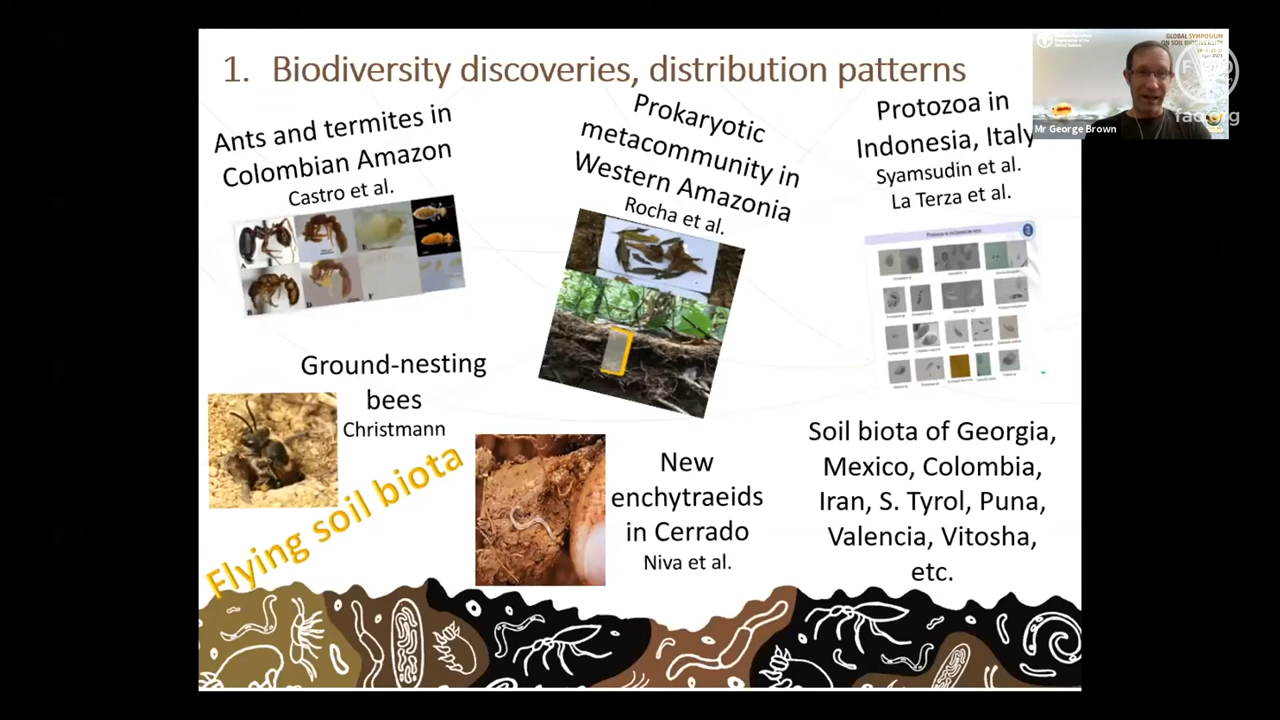 1. Biodiversity discoveries, distribution patterns
Ants and termites in
Colombian Amazon
Castro et al.
Prokaryotic
metacommunity in
Western Amazonia
Rocha et al.
Protozoa in
Indonesia, Italy
Syamsudin et al.
La Terza et al.
GLOBAL SYMPOSIUM
ON SOIL BIODIVERSITY
fao.org
Mr George Brown
Ground-nesting
bees
Christmann
Flying soil biota
New
enchytraeids
in Cerrado
Niva et al.
Soil biota of Georgia,
Mexico, Colombia,
Iran, S. Tyrol, Puna,
Valencia, Vitosha,
etc.